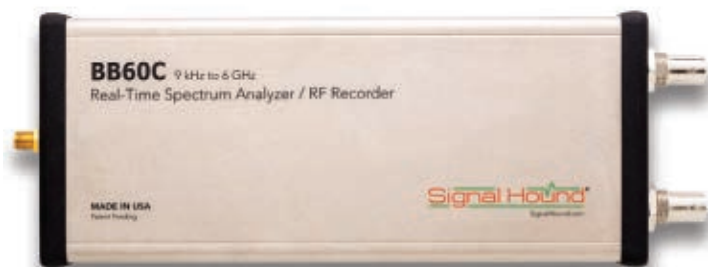 BB60C 9 kHz to 6 GHz
Real-Time Spectrum Analyzer / RF Recorder
MADE IN USA
Patent Pending
Signal Hound®
SignalHound.com